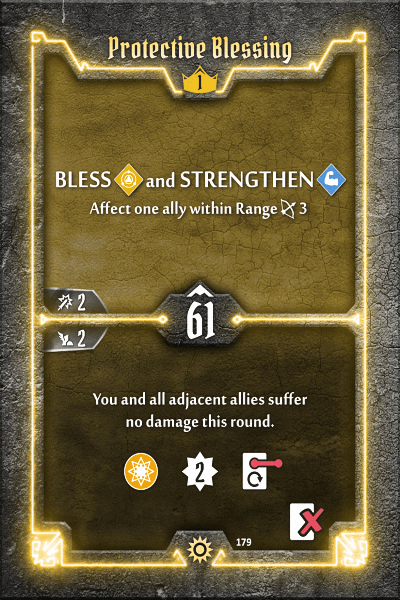 Protective Blessing
1
BLESS and STRENGTHEN
Affect one ally within Range 3
2
61
2
You and all adjacent allies suffer
no damage this round.
2
179